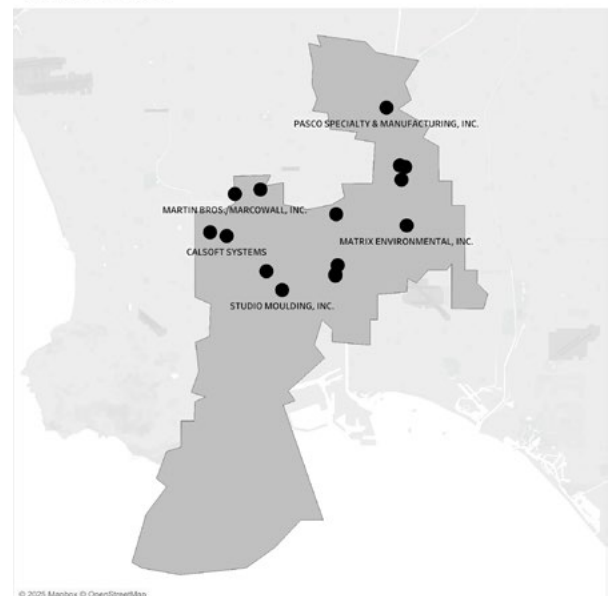 PASCO SPECIALTY & MANUFACTURING, INC.
MARTIN BROS./MARCOWALL, INC.
MATRIX ENVIRONMENTAL, INC.
CALSOFT SYSTEMS
STUDIO MOULDING, INC.
© 2025 Mapbox © OpenStreetMap